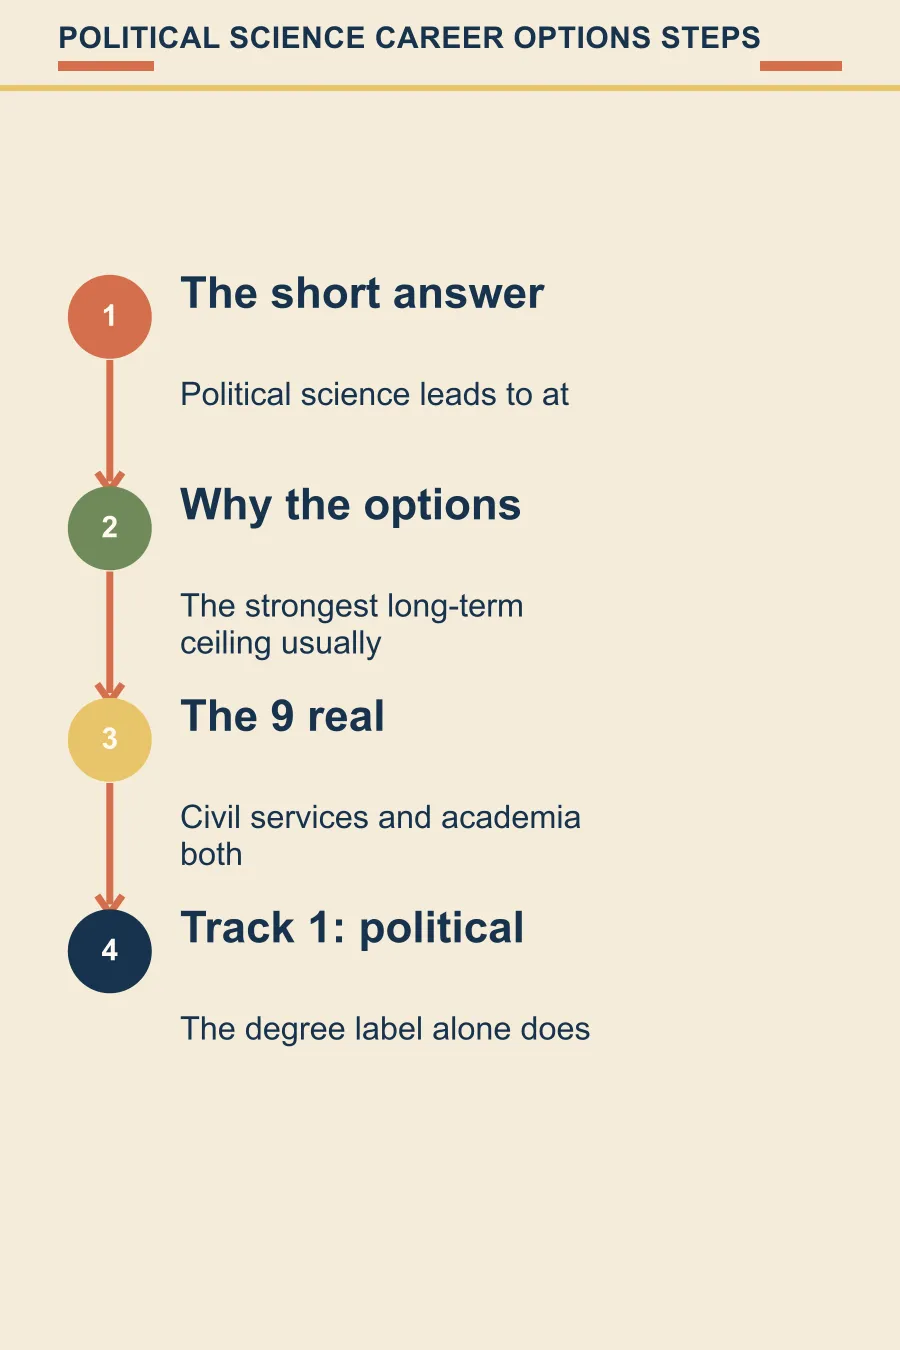 POLITICAL SCIENCE CAREER OPTIONS STEPS
1
The short answer
Political science leads to at
2
Why the options
The strongest long-term
ceiling usually
3
The 9 real
Civil services and academia
both
4
Track 1: political
The degree label alone does